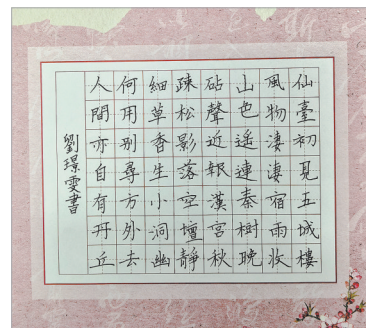 仙臺初見五城樓
風物淒淒宿雨收
山色遥連秦樹晚
砧聲近報漢宮秋
疎松影落空壇靜
細草香生小洞幽
何用别尋方外去
人間亦自有丹丘
劉璟雯書